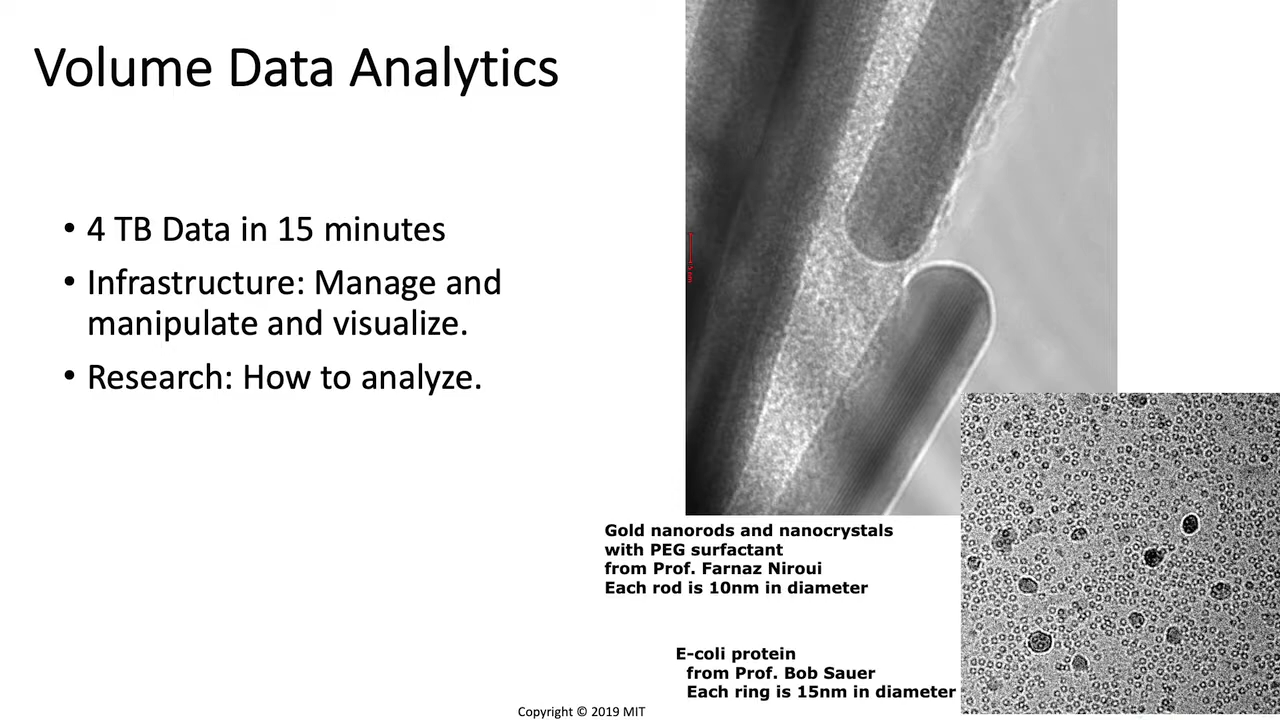 Volume Data Analytics
• 4 TB Data in 15 minutes
• Infrastructure: Manage and
manipulate and visualize.
• Research: How to analyze.
Gold nanorods and nanocrystals
with PEG surfactant
from Prof. Farnaz Niroui
Each rod is 10nm in diameter
E-coli protein
from Prof. Bob Sauer
Each ring is 15nm in diameter
Copyright © 2019 MIT